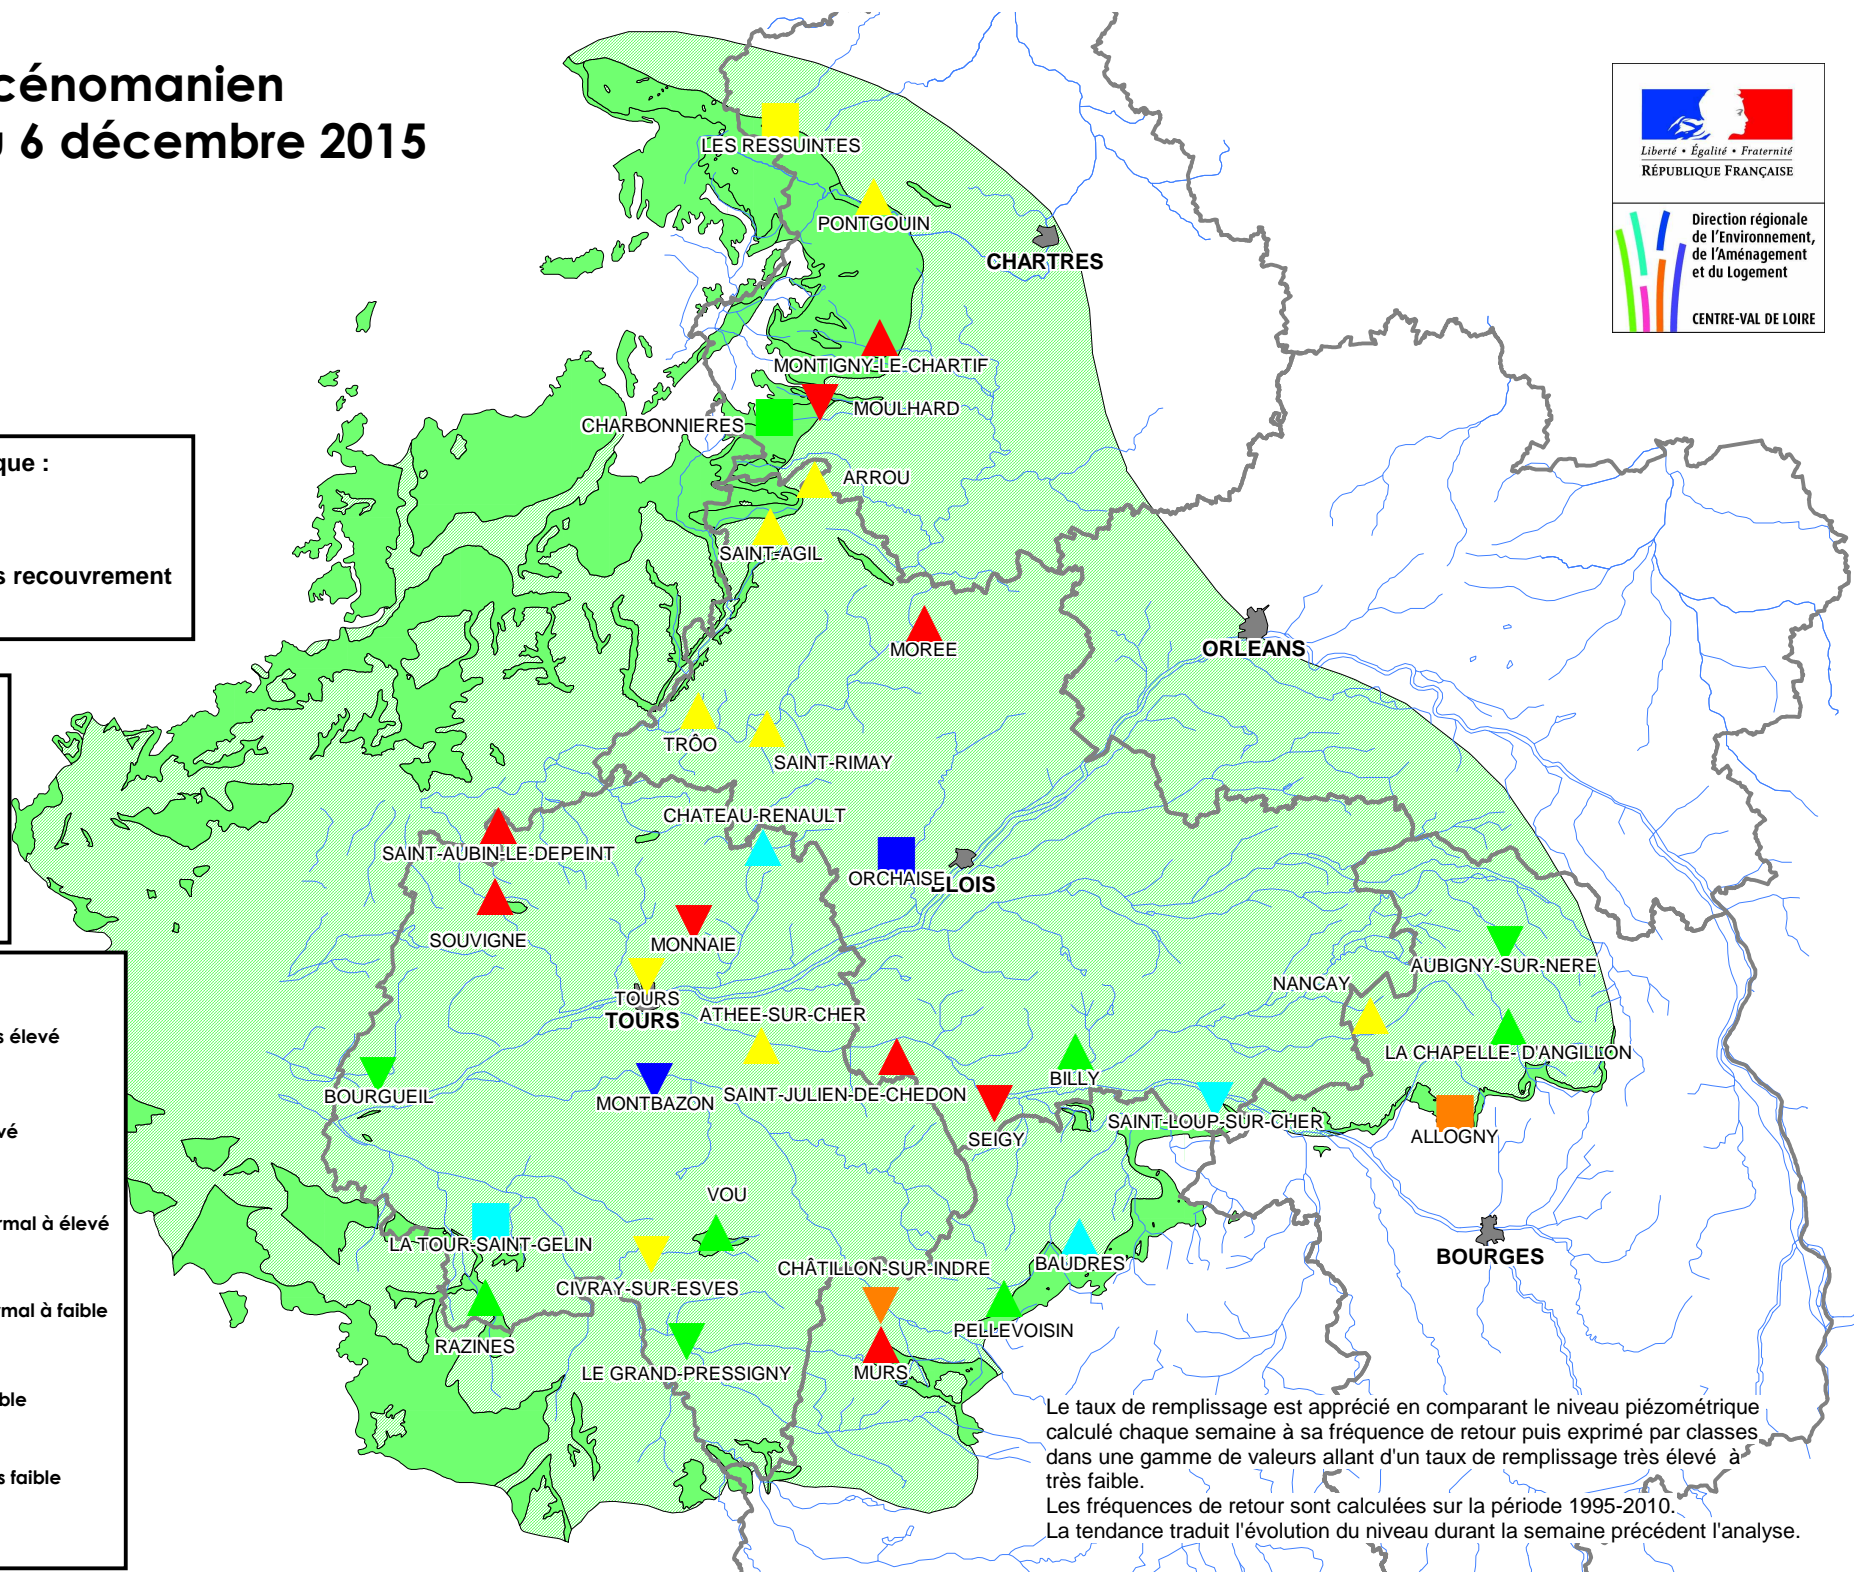 cénomanien
6 décembre 2015
Liberté • Égalité • Fraternité
RÉPUBLIQUE FRANÇAISE
Direction régionale
de l'Environnement,
de l'Aménagement
et du Logement
CENTRE-VAL DE LOIRE
LES RESSUINTES
PONTGOUIN
CHARTRES
MONTIGNY-LE-CHARTIF
MOULHARD
CHARBONNIERES
que :
ARROU
SAINT-AGIL
s recouvrement
MOREE
ORLEANS
TRÔO
SAINT-RIMAY
CHATEAU-RENAULT
SAINT-AUBIN-LE-DEPEINT
ORCHAISE
BLOIS
SOUVIGNE
MONNAIE
AUBIGNY-SUR-NERE
NANCAY
TOURS
TOURS
ATHEE-SUR-CHER
s élevé
LA CHAPELLE- D'ANGILLON
BILLY
BOURGUEIL
MONTBAZON
SAINT-JULIEN-DE-CHEDON
SAINT-LOUP-SUR-CHER
vé
SEIGY
ALLOGNY
VOU
rmal à élevé
LA TOUR-SAINT-GELIN
BOURGES
BAUDRES
CHÂTILLON-SUR-INDRE
CIVRAY-SUR-ESVES
rmal à faible
PELLEVOISIN
RAZINES
LE GRAND-PRESSIGNY
MURS
ble
s faible
Le taux de remplissage est apprécié en comparant le niveau piézométrique
calculé chaque semaine à sa fréquence de retour puis exprimé par classes
dans une gamme de valeurs allant d'un taux de remplissage très élevé à
très faible.
Les fréquences de retour sont calculées sur la période 1995-2010.
La tendance traduit l'évolution du niveau durant la semaine précédent l'analyse.